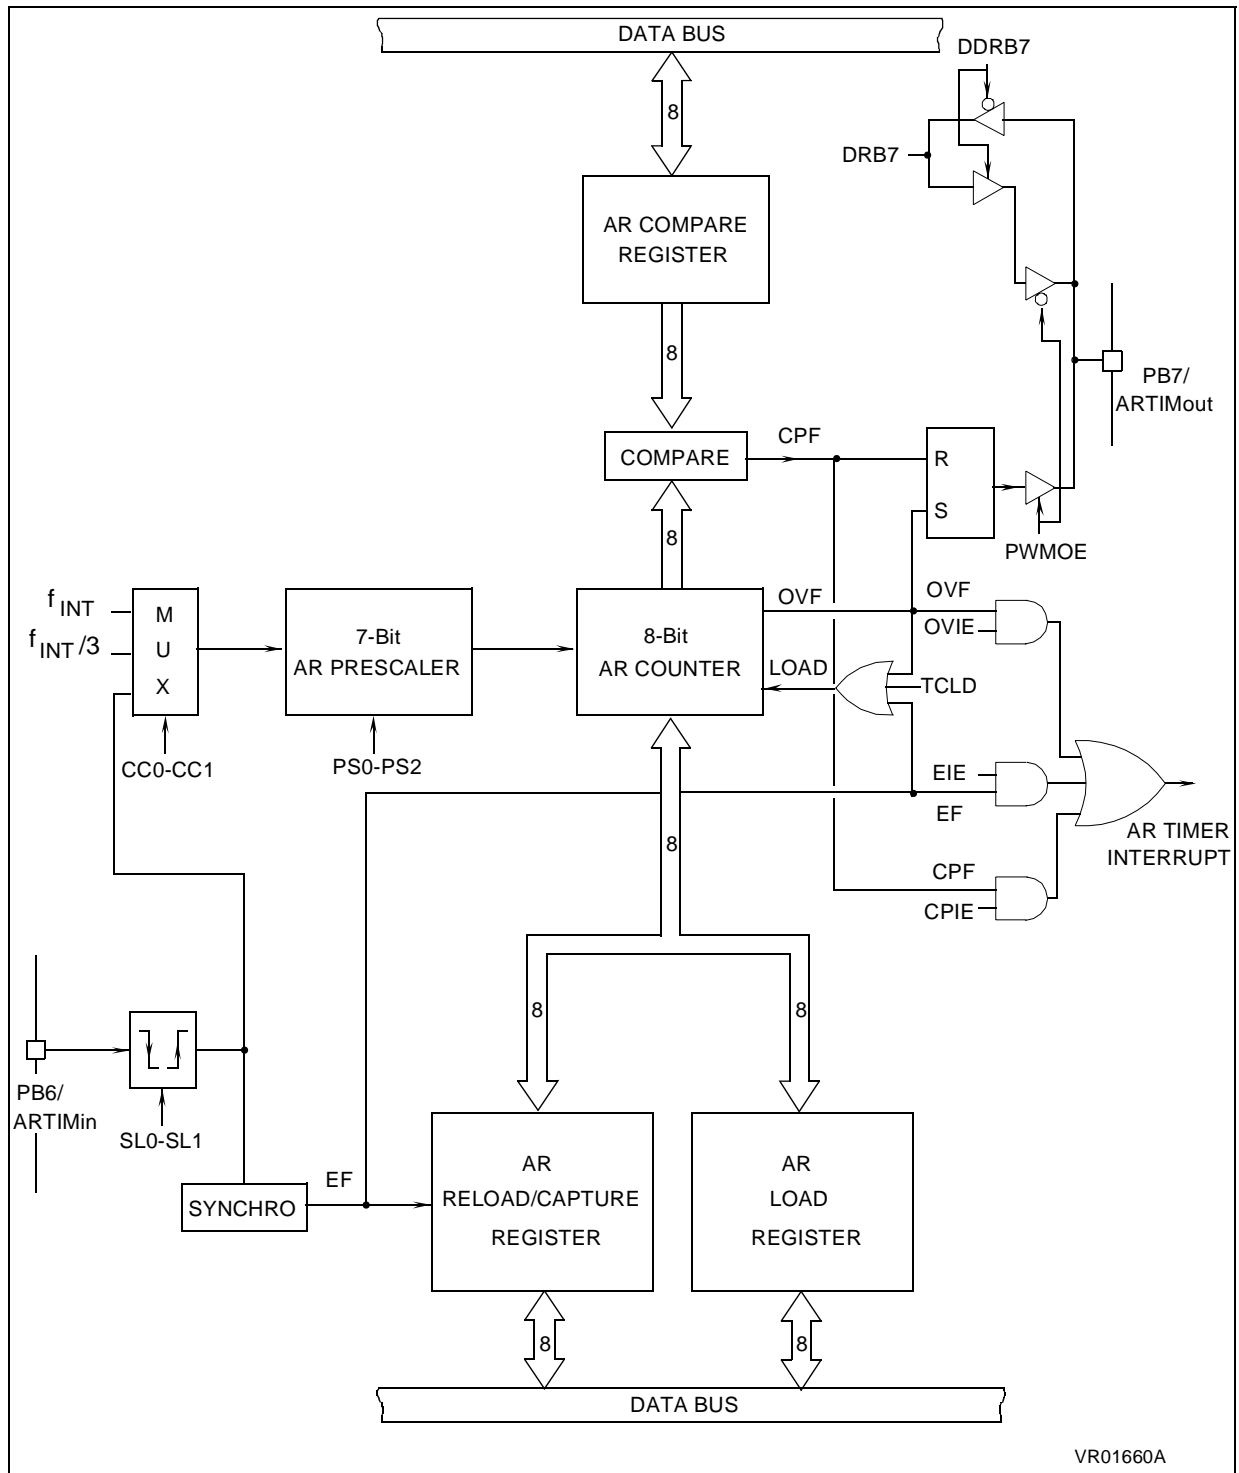 DATA BUS
DDRB7
8
DRB7
AR COMPARE
REGISTER
8
PB7/
ARTIMout
CPF
COMPARE
R
S
8
PWMOE
f INT
f INT /3
M
U
X
7-Bit
AR PRESCALER
8-Bit
AR COUNTER
OVF
OVF
OVIE
LOAD
TCLD
CC0-CC1
PS0-PS2
EIE
EF
AR TIMER
INTERRUPT
8
CPF
CPIE
8
8
PB6/
ARTIMin
SL0-SL1
SYNCHRO
EF
AR
RELOAD/CAPTURE
REGISTER
AR
LOAD
REGISTER
8
8
DATA BUS
VR01660A